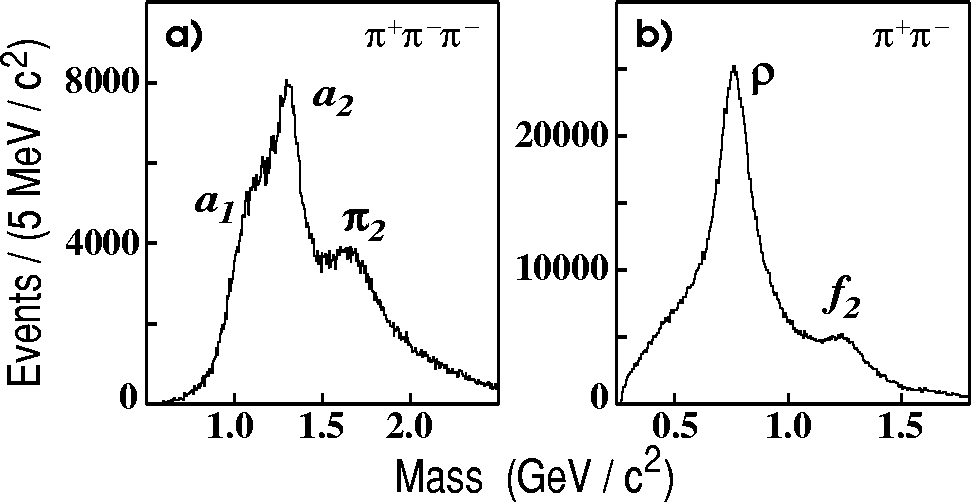 a) π⁺π⁻π⁻
8000
4000
0
a₂
a₁
π₂
1.0 1.5 2.0
b) π⁺π⁻
20000
10000
0
ρ
f₂
0.5 1.0 1.5
Events / (5 MeV / c²)
Mass (GeV / c²)